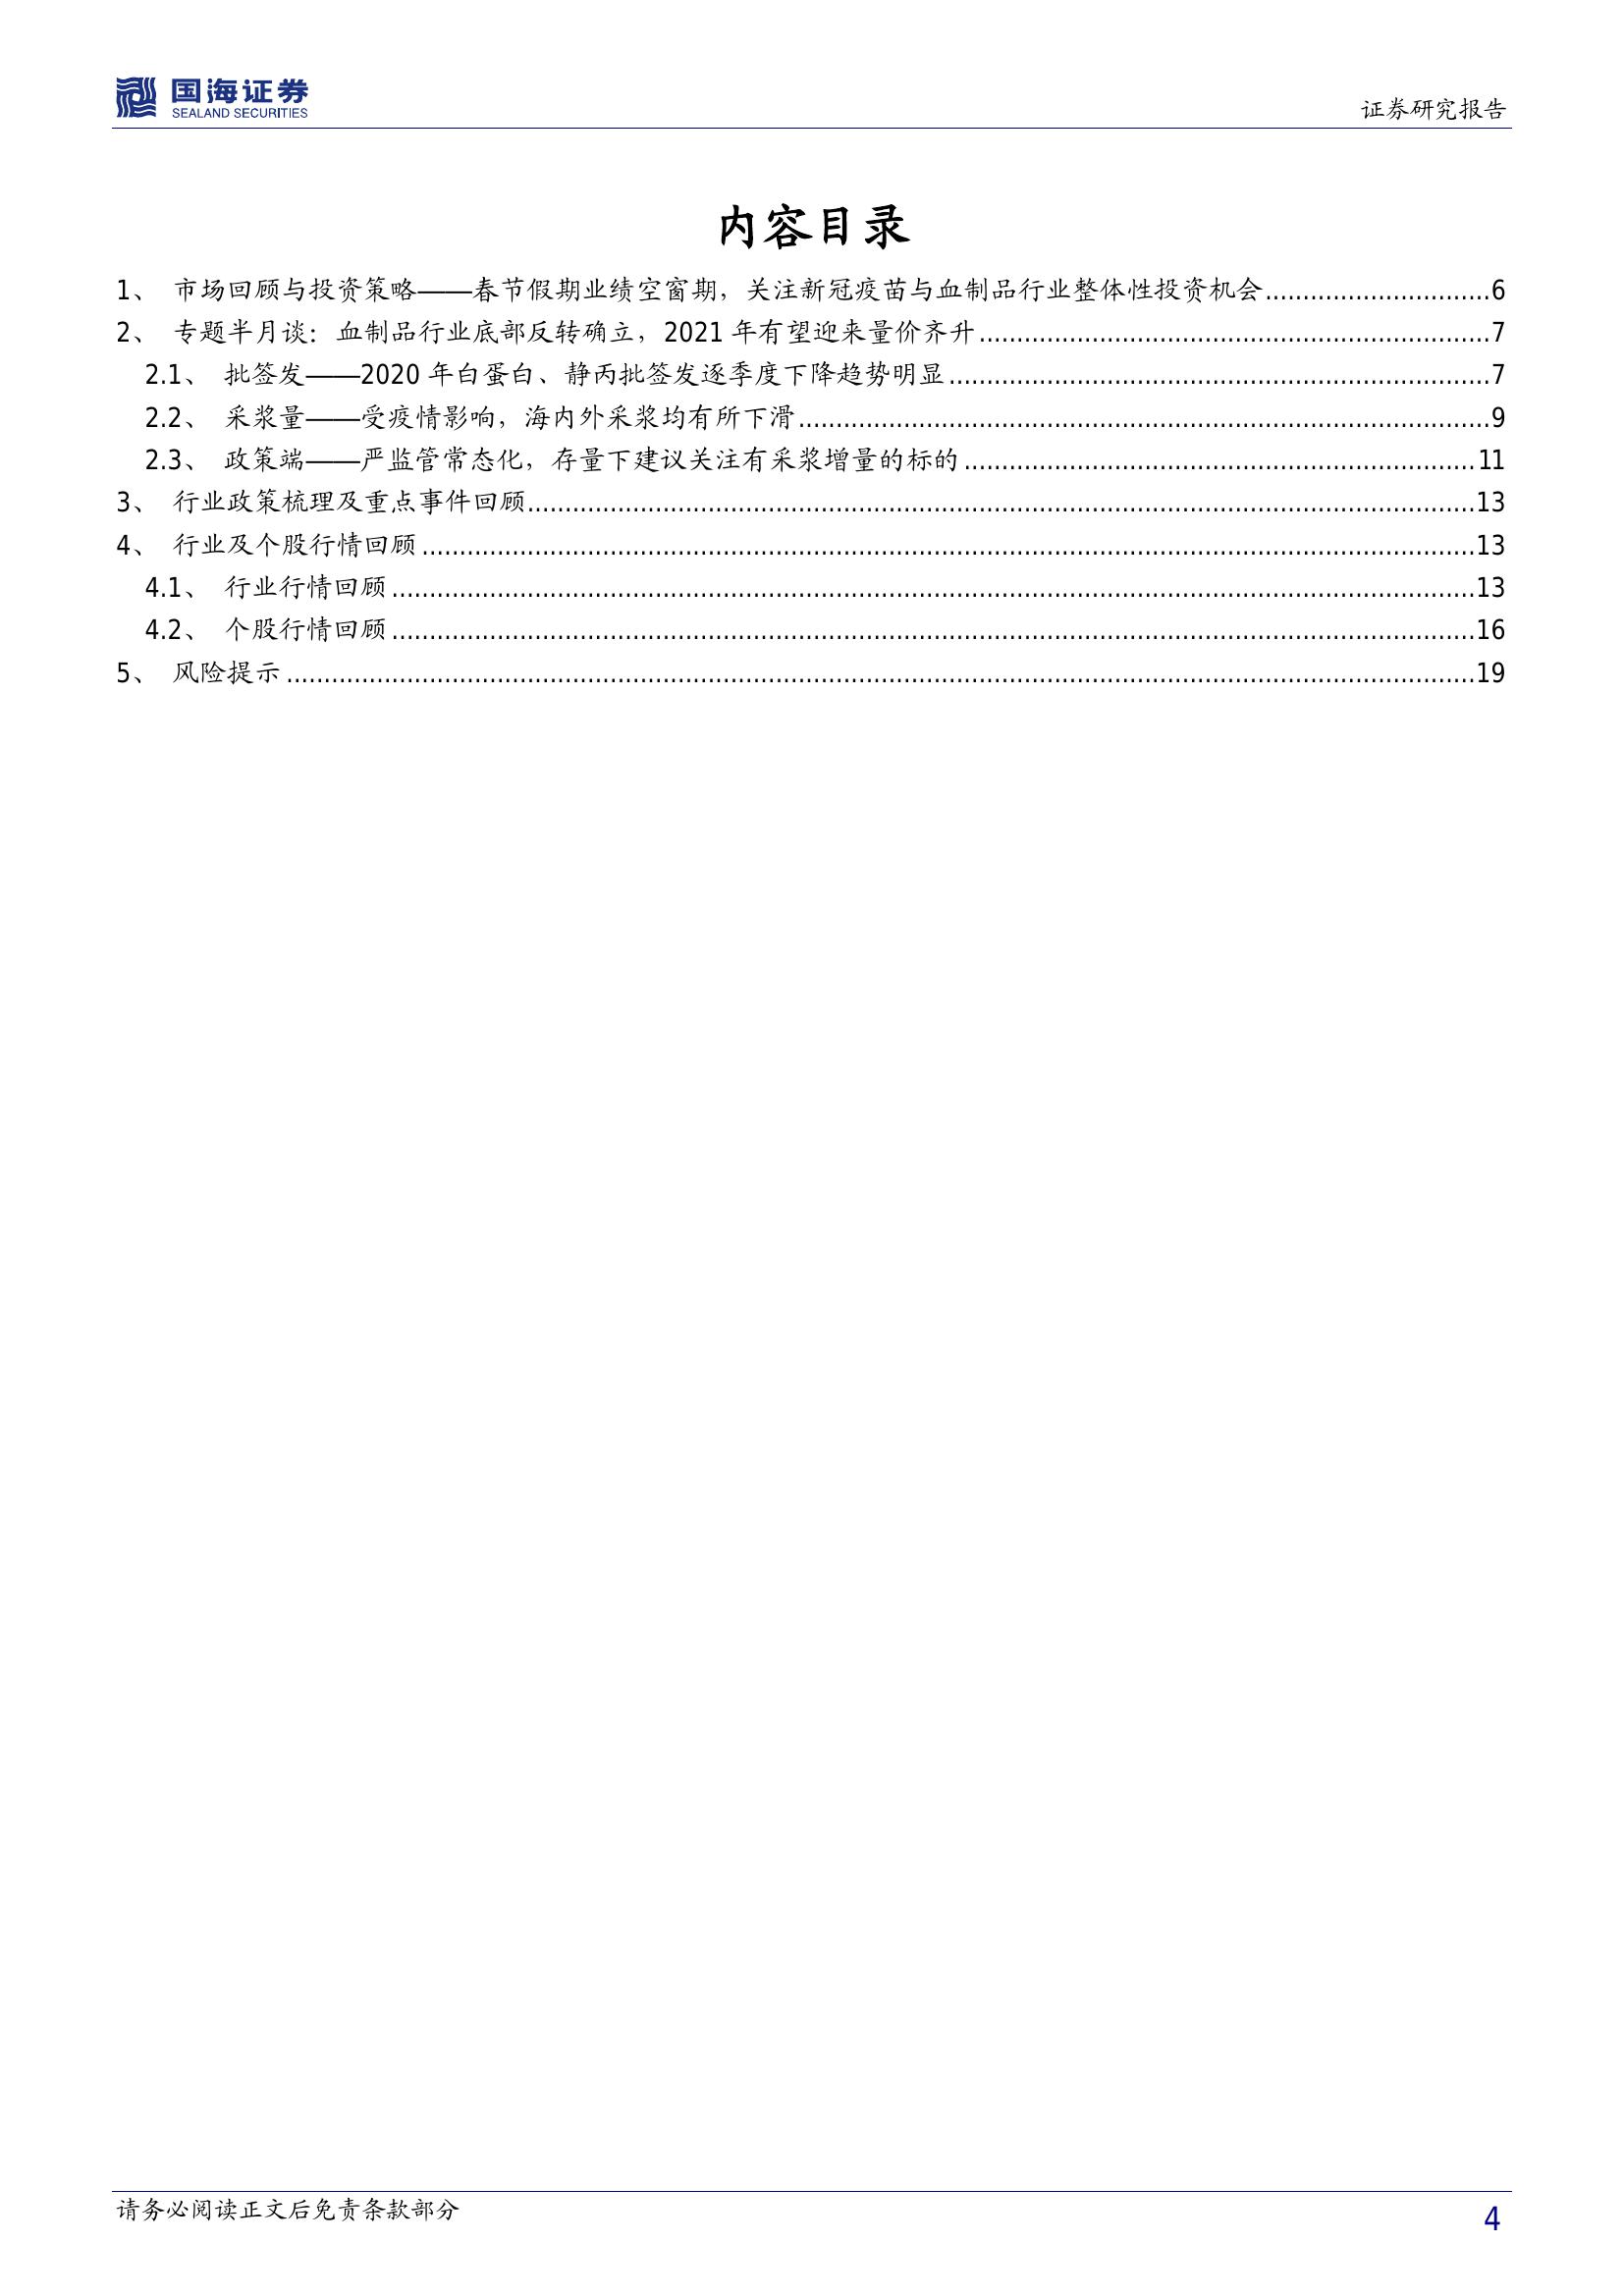 国海证券
SEALAND SECURITIES
证券研究报告
内容目录
1、 市场回顾与投资策略——春节假期业绩空窗期，关注新冠疫苗与血制品行业整体性投资机会..............................6
2、 专题半月谈：血制品行业底部反转确立，2021 年有望迎来量价齐升....................................................................7
2.1、 批签发——2020 年白蛋白、静丙批签发逐季度下降趋势明显........................................................................7
2.2、 采浆量——受疫情影响，海内外采浆均有所下滑............................................................................................9
2.3、 政策端——严监管常态化，存量下建议关注有采浆增量的标的....................................................................11
3、 行业政策梳理及重点事件回顾..............................................................................................................................13
4、 行业及个股行情回顾............................................................................................................................................13
4.1、 行业行情回顾................................................................................................................................................13
4.2、 个股行情回顾................................................................................................................................................16
5、 风险提示..............................................................................................................................................................19
请务必阅读正文后免责条款部分
4